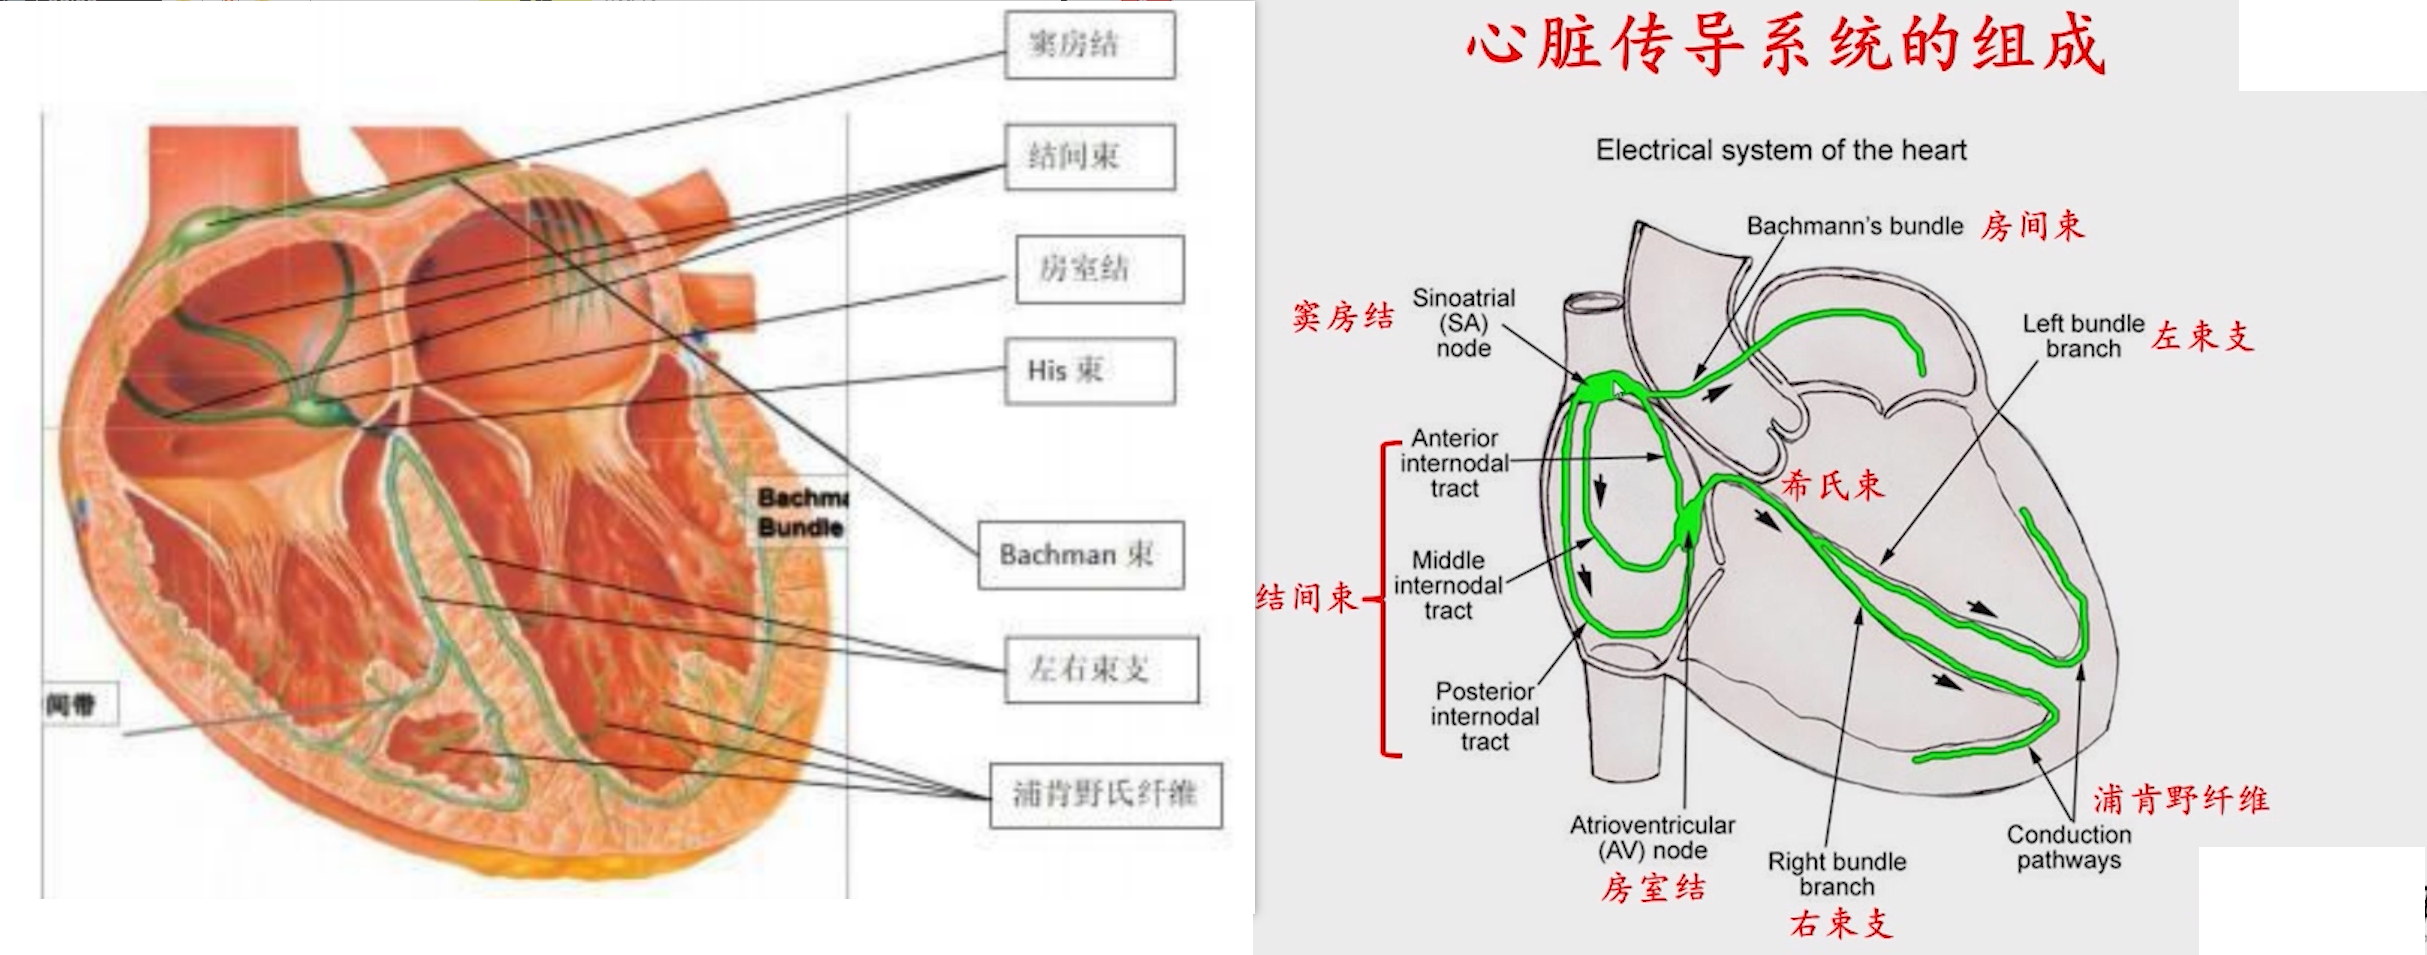 窦房结
结间束
房室结
His 束
Bachma
Bundle
Bachman 束
左右束支
间带
浦肯野氏纤维
心脏传导系统的组成
Electrical system of the heart
Bachmann's bundle 房间束
窦房结
Sinoatrial
(SA)
node
Left bundle
branch
左束支
Anterior
internodal
tract
希氏束
Middle
internodal
tract
结间束
Posterior
internodal
tract
浦肯野纤维
Conduction
pathways
Atrioventricular
(AV) node
房室结
Right bundle
branch
右束支